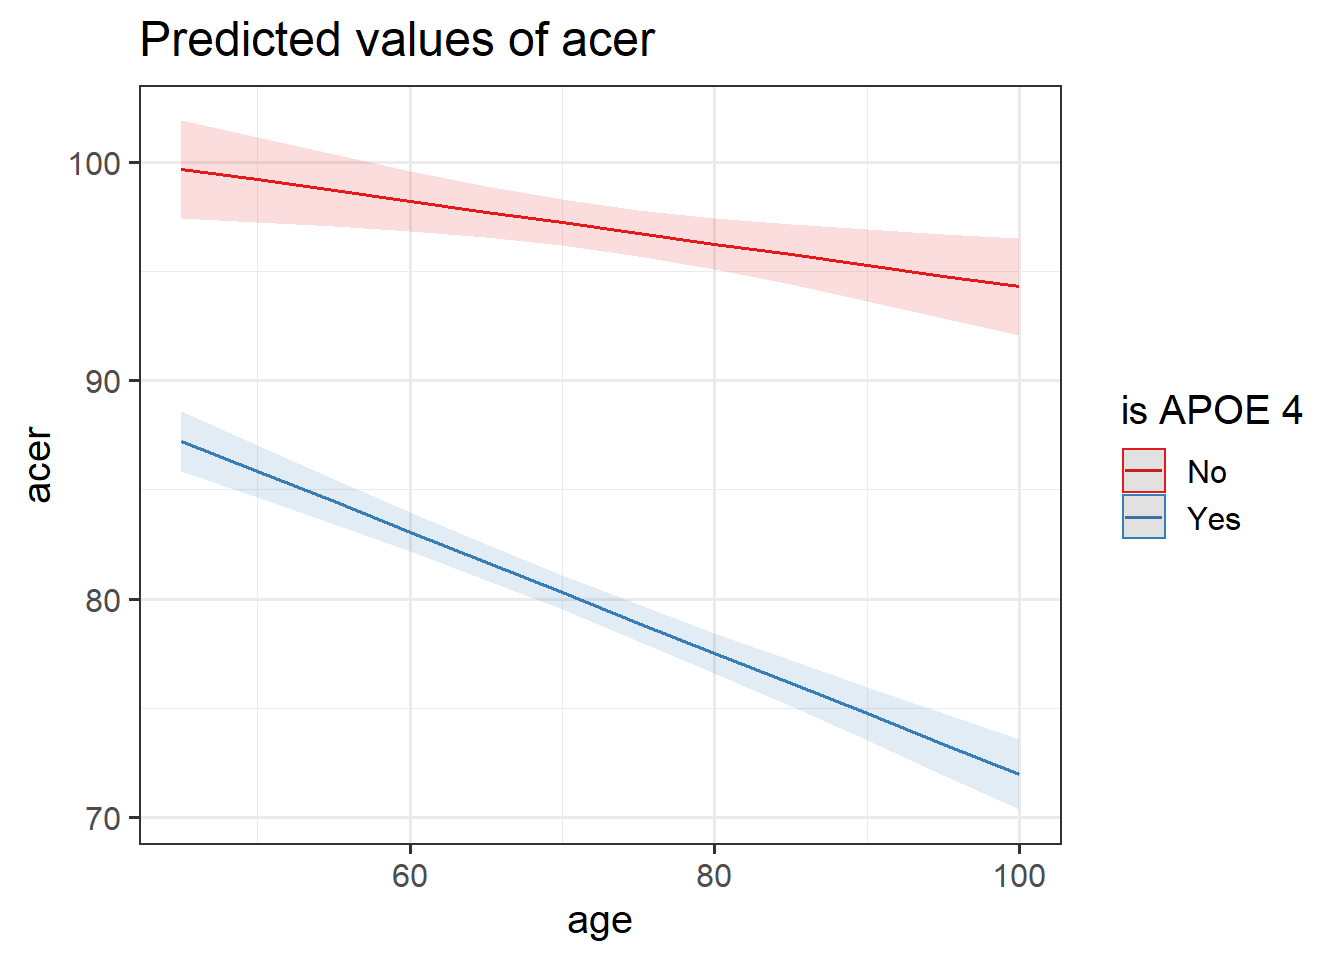 Predicted values of acer
100
90
80
70
acer
60
80
100
age
is APOE 4
No
Yes